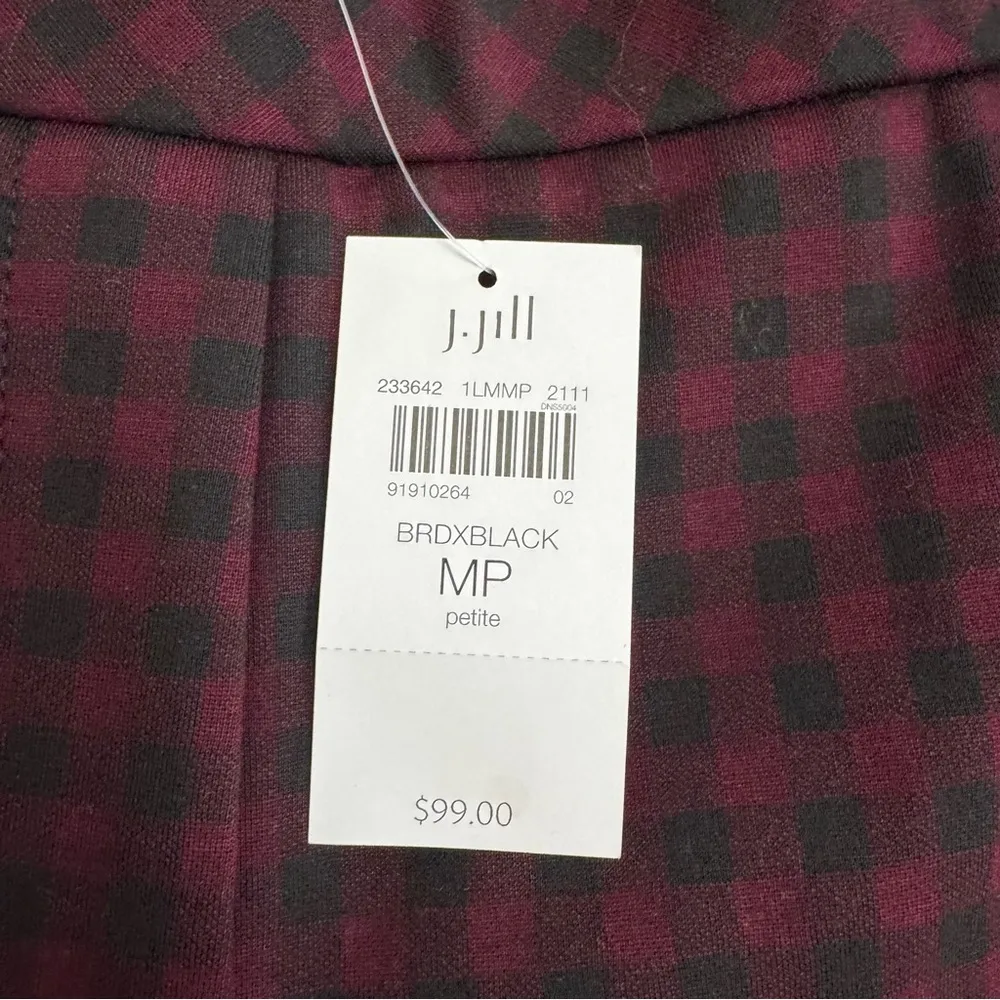 J.Jill
233642 1LMMP 2111
DNS5604
91910264 02
BRDXBLACK
MP
petite
$99.00